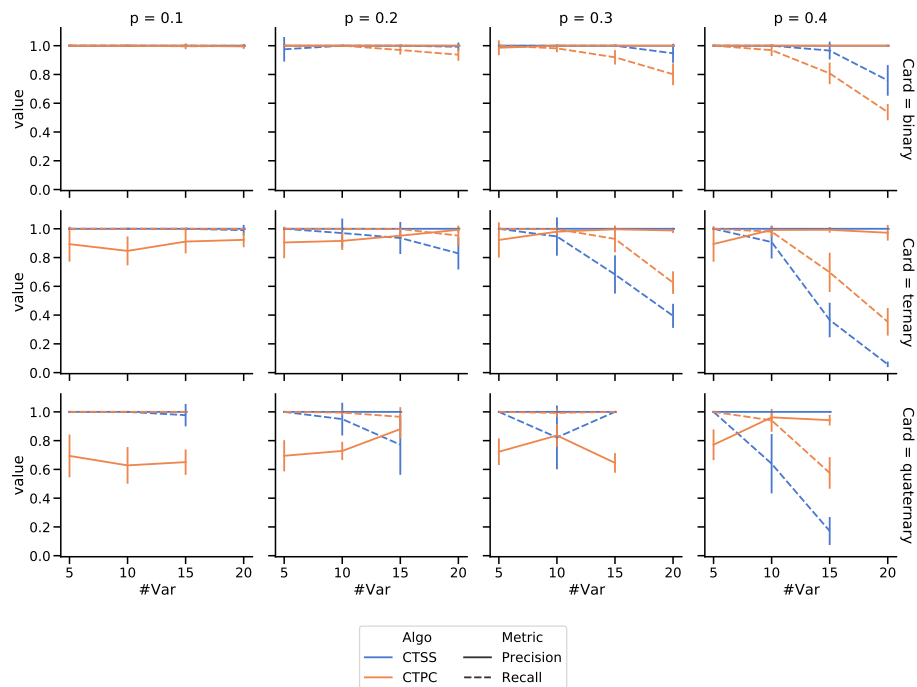 p = 0.1 p = 0.2 p = 0.3 p = 0.4
1.0
0.8
0.6
0.4
0.2
0.0
value
Card = binary
1.0
0.8
0.6
0.4
0.2
0.0
value
Card = ternary
1.0
0.8
0.6
0.4
0.2
0.0
value
Card = quaternary
5 10 15 20 5 10 15 20 5 10 15 20 5 10 15 20
#Var #Var #Var #Var
Algo Metric
CTSS Precision
CTPC Recall